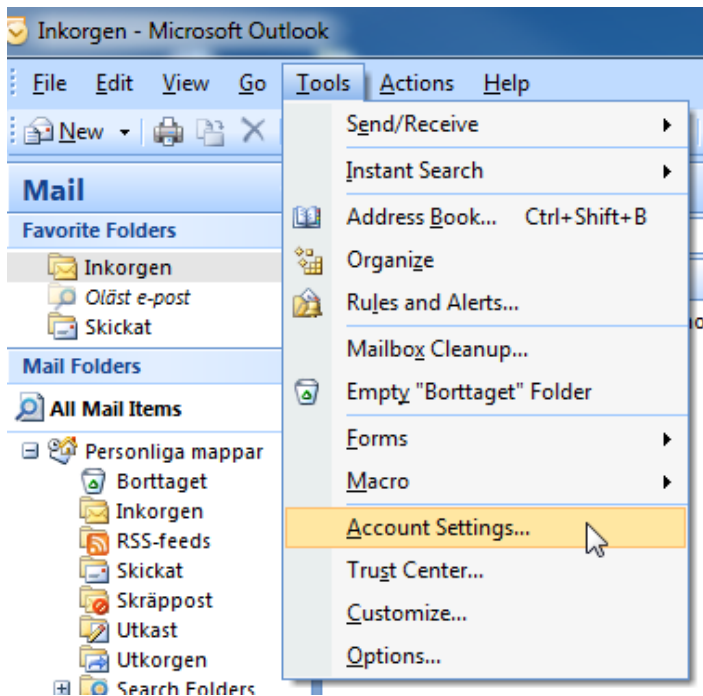 Inkorgen - Microsoft Outlook
File Edit View Go Tools Actions Help
New
Mail
Favorite Folders
Inkorgen
Oläst e-post
Skickat
Mail Folders
All Mail Items
Personliga mappar
Borttaget
Inkorgen
RSS-feeds
Skickat
Skräppost
Utkast
Utkorgen
Search Folders
Send/Receive
Instant Search
Address Book... Ctrl+Shift+B
Organize
Rules and Alerts...
Mailbox Cleanup...
Empty "Borttaget" Folder
Forms
Macro
Account Settings...
Trust Center...
Customize...
Options...